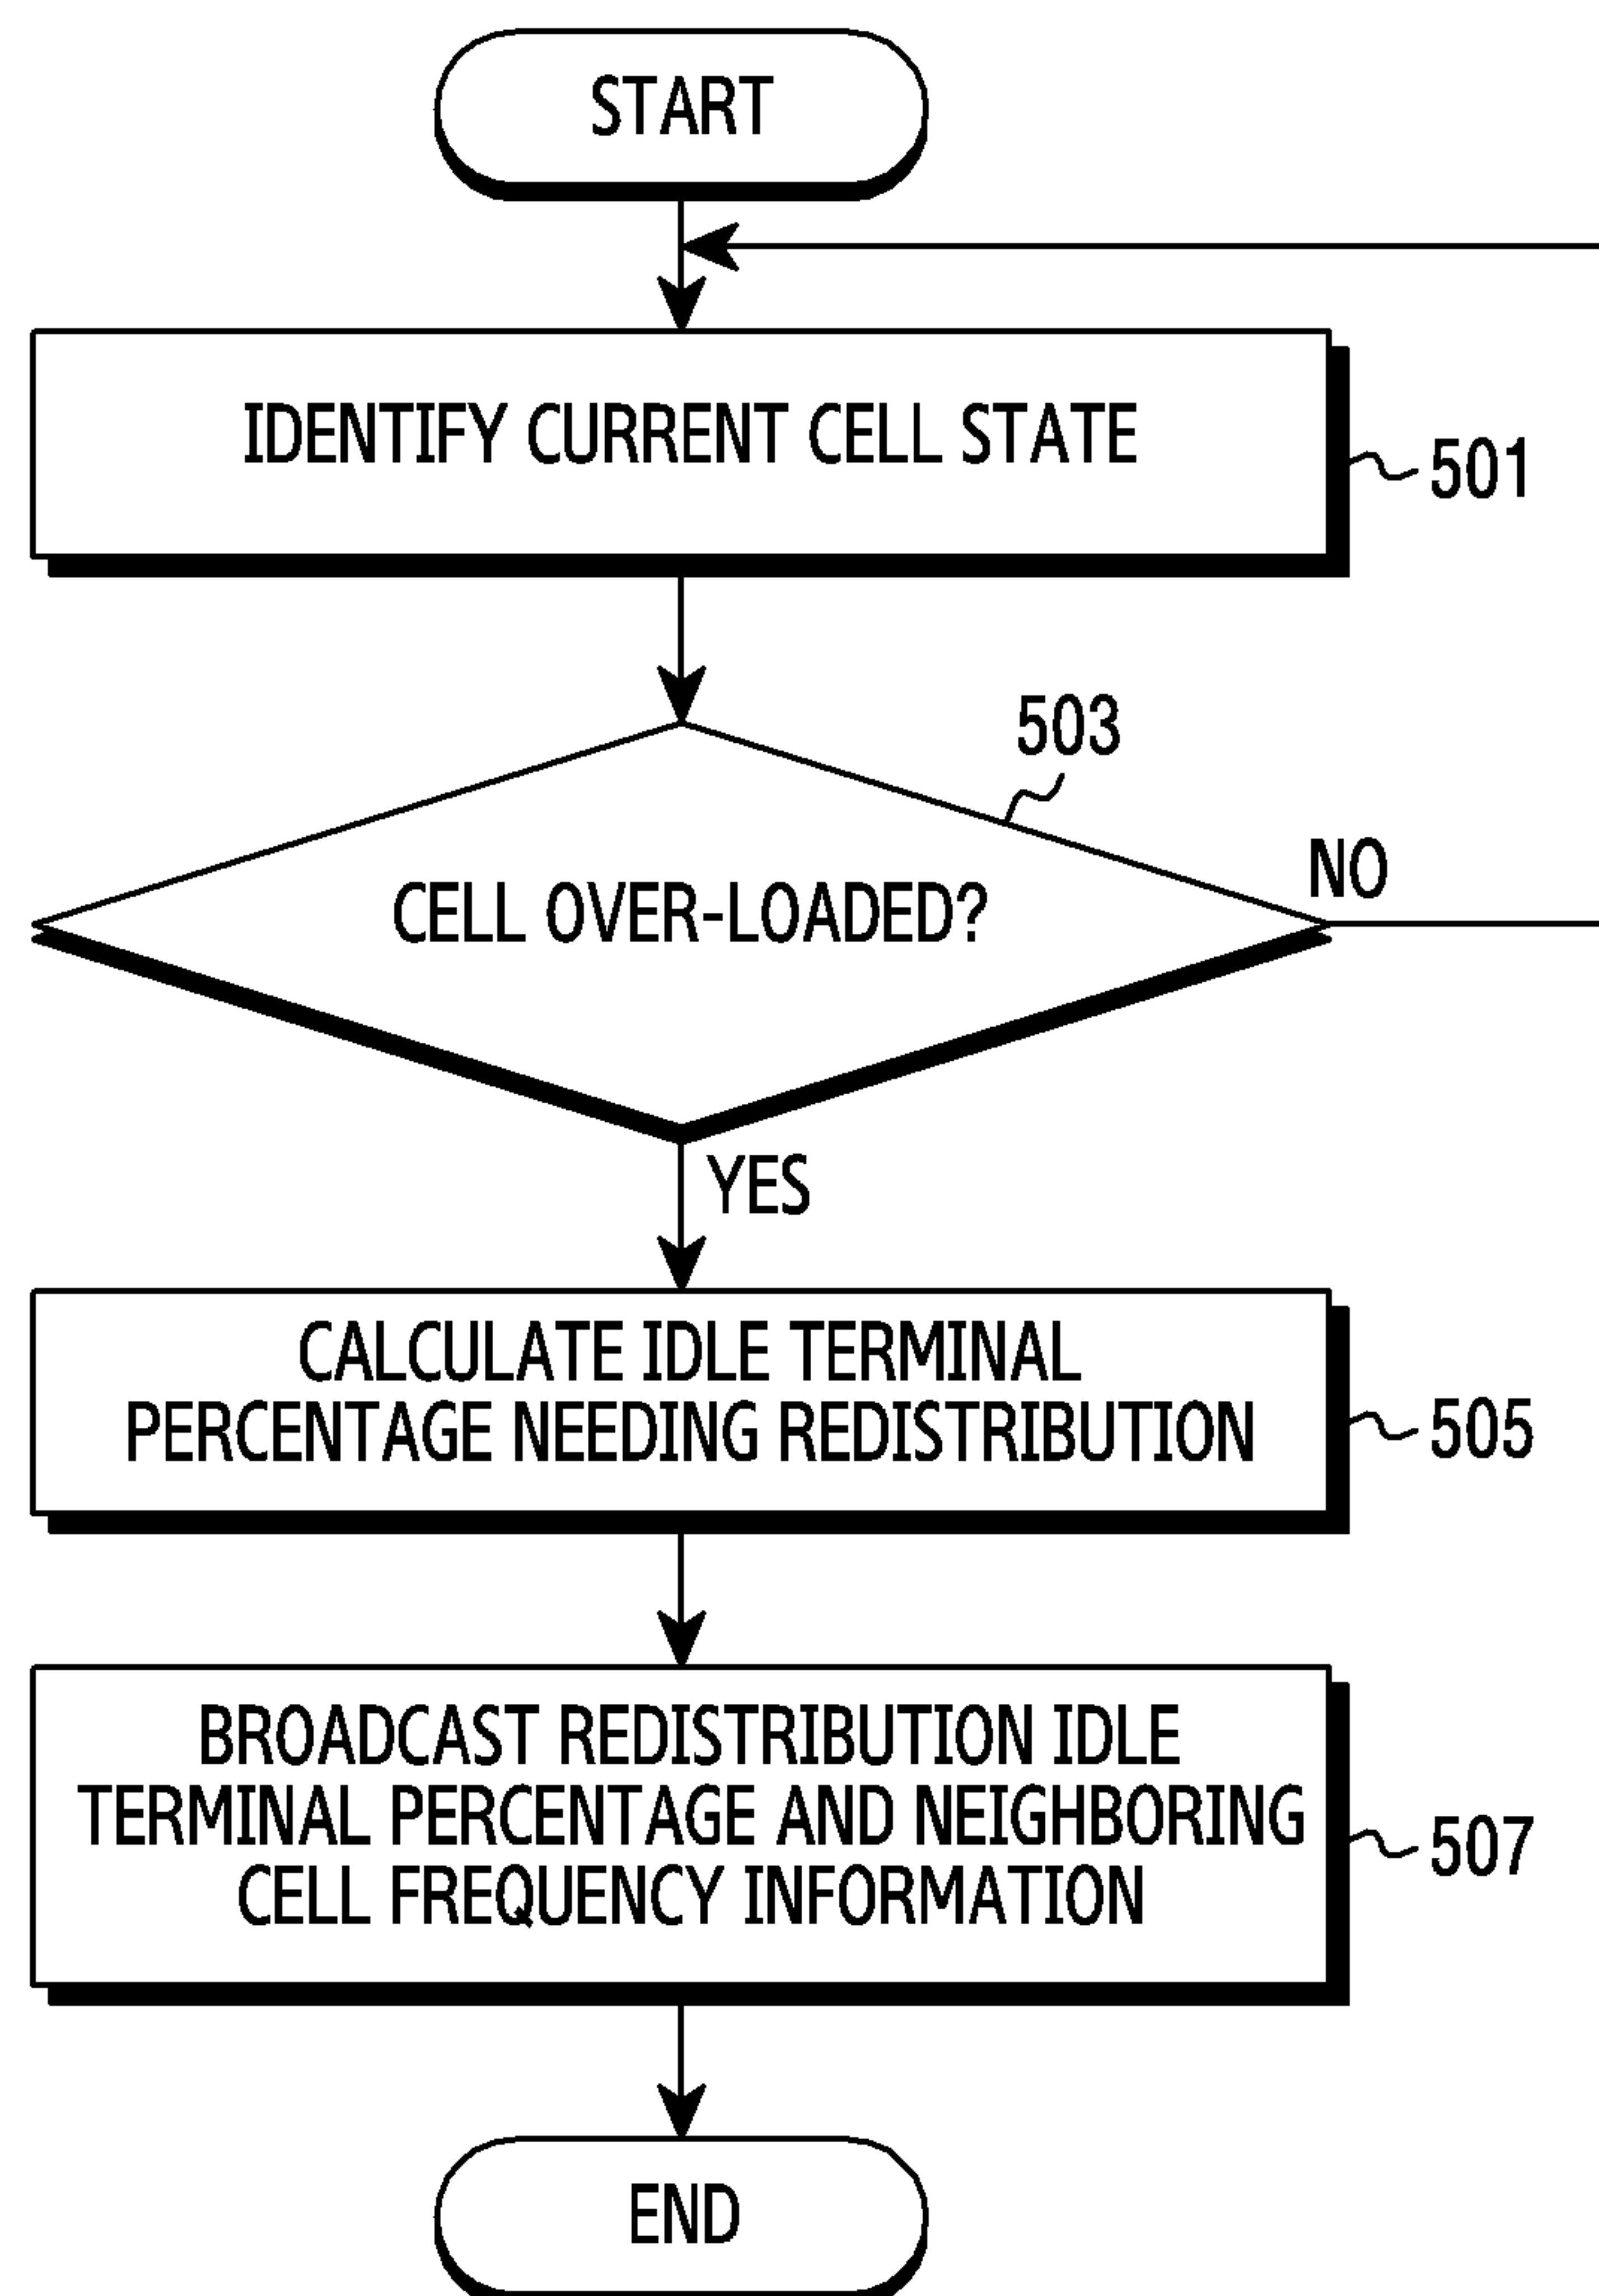 START
IDENTIFY CURRENT CELL STATE
501
503
CELL OVER-LOADED?
NO
YES
CALCULATE IDLE TERMINAL
PERCENTAGE NEEDING REDISTRIBUTION
505
BROADCAST REDISTRIBUTION IDLE
TERMINAL PERCENTAGE AND NEIGHBORING
CELL FREQUENCY INFORMATION
507
END